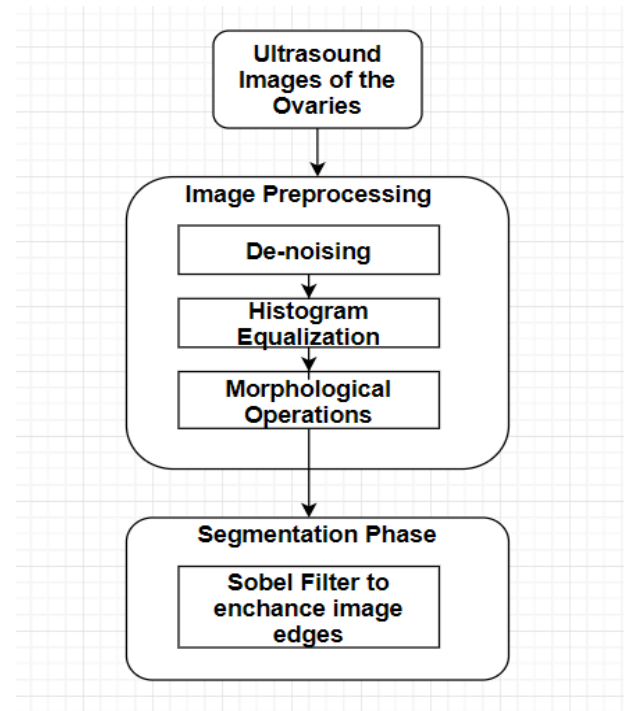 Ultrasound
Images of the
Ovaries
Image Preprocessing
De-noising
Histogram
Equalization
Morphological
Operations
Segmentation Phase
Sobel Filter to
enchance image
edges